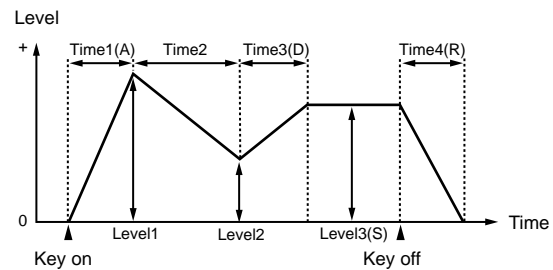 Level
+
Time1(A) Time2 Time3(D) Time4(R)
0
Time
Level1 Level2 Level3(S)
Key on Key off